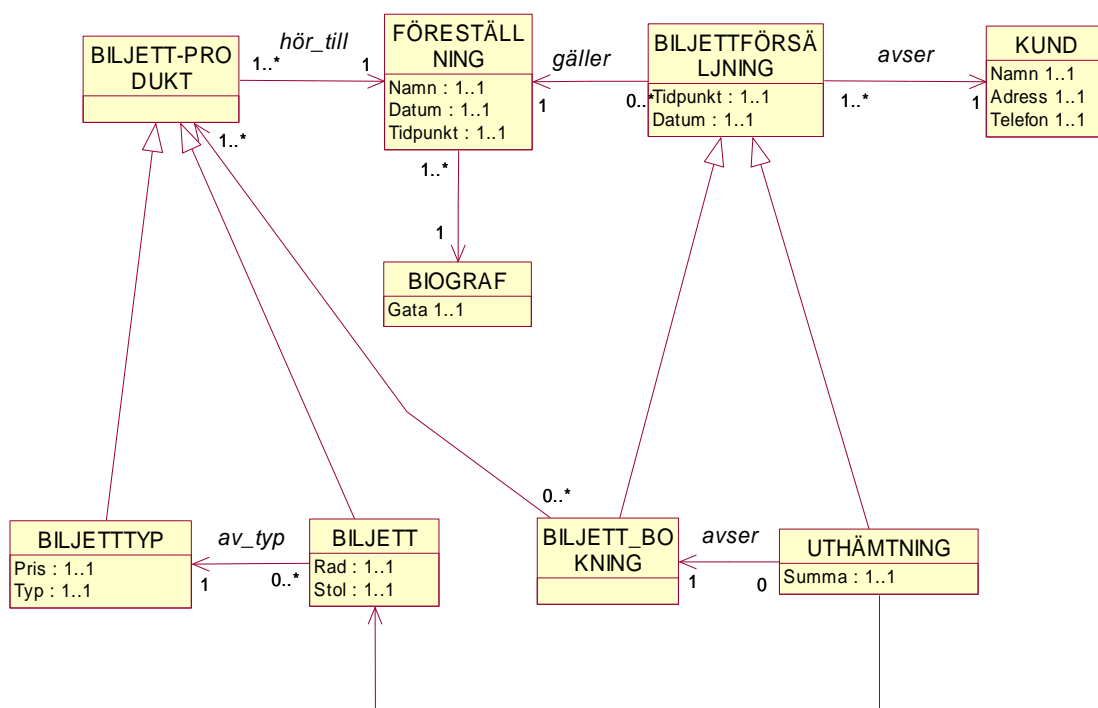 BILJETT-PRO
DUKT
hör_till
1..*
1
FÖRESTÄLL
NING
Namn : 1..1
Datum : 1..1
Tidpunkt : 1..1
gäller
1
0..*
BILJETTFÖRSÄ
LJNING
Tidpunkt : 1..1
Datum : 1..1
avser
1..*
1
KUND
Namn 1..1
Adress 1..1
Telefon 1..1
1..*
1..*
1
BIOGRAF
Gata 1..1
0..*
BILJETTTYP
Pris : 1..1
Typ : 1..1
av_typ
1
0..*
BILJETT
Rad : 1..1
Stol : 1..1
BILJETT_BO
KNING
avser
1
0
UTHÄMTNING
Summa : 1..1